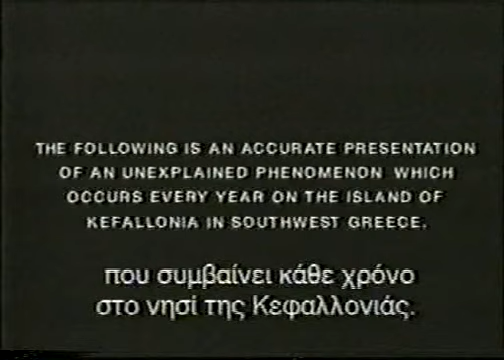 THE FOLLOWING IS AN ACCURATE PRESENTATION
OF AN UNEXPLAINED PHENOMENON WHICH
OCCURS EVERY YEAR ON THE ISLAND OF
KEFALLONIA IN SOUTHWEST GREECE.
που συμβαίνει κάθε χρόνο
στο νησί της Κεφαλλονιάς.